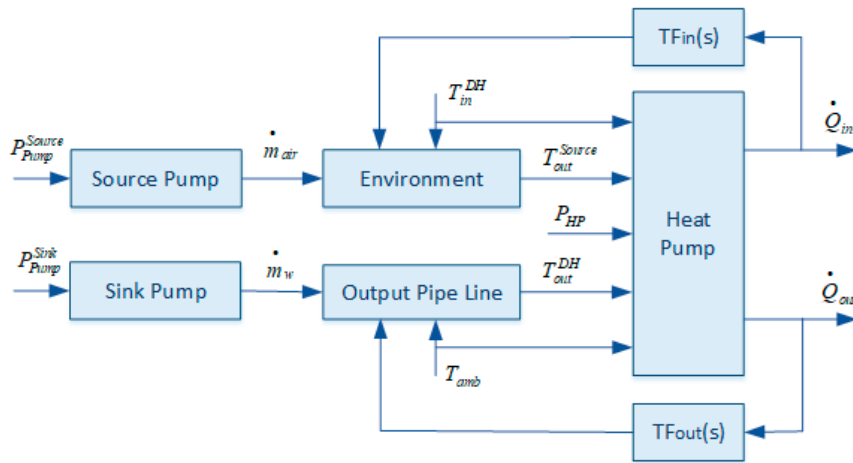 TFin(s)
T_in^DH
Q̇_in
P_Pump^Source
ṁ_air
Source Pump
Environment
T_out^Source
P_HP
Heat
Pump
P_Pump^Sink
ṁ_w
T_out^DH
Sink Pump
Output Pipe Line
Q̇_out
T_amb
TFout(s)